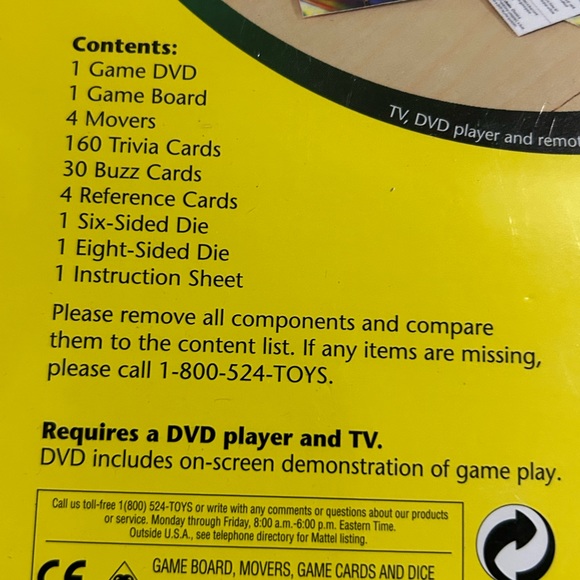 Contents:
1 Game DVD
1 Game Board
4 Movers
160 Trivia Cards
30 Buzz Cards
4 Reference Cards
1 Six-Sided Die
1 Eight-Sided Die
1 Instruction Sheet
TV, DVD player and remot
Please remove all components and compare
them to the content list. If any items are missing,
please call 1-800-524-TOYS.
Requires a DVD player and TV.
DVD includes on-screen demonstration of game play.
Call us toll-free 1(800) 524-TOYS or write with any comments or questions about our products
or service. Monday through Friday, 8:00 a.m.-6:00 p.m. Eastern Time.
Outside U.S.A., see telephone directory for Mattel listing.
CE
GAME BOARD, MOVERS, GAME CARDS AND DICE